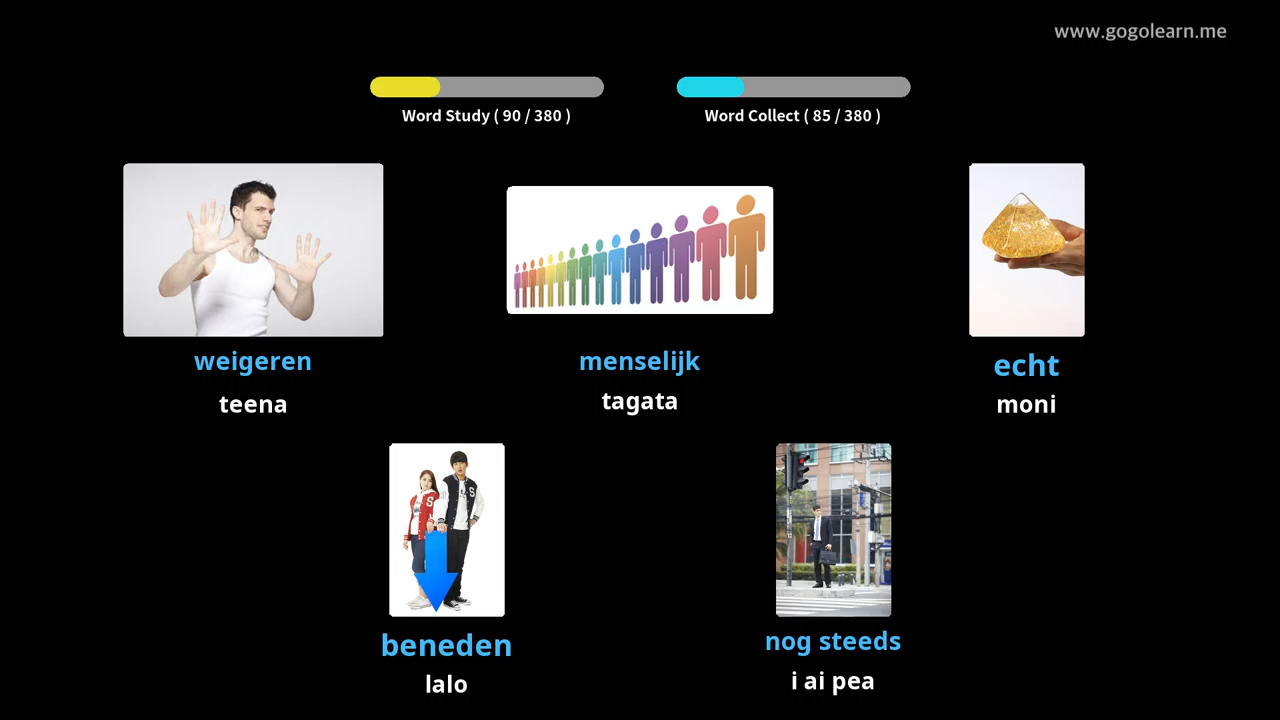 www.gogolearn.me
Word Study ( 90 / 380 )
Word Collect ( 85 / 380 )
weigeren
teena
menselijk
tagata
echt
moni
S
S
beneden
lalo
nog steeds
i ai pea